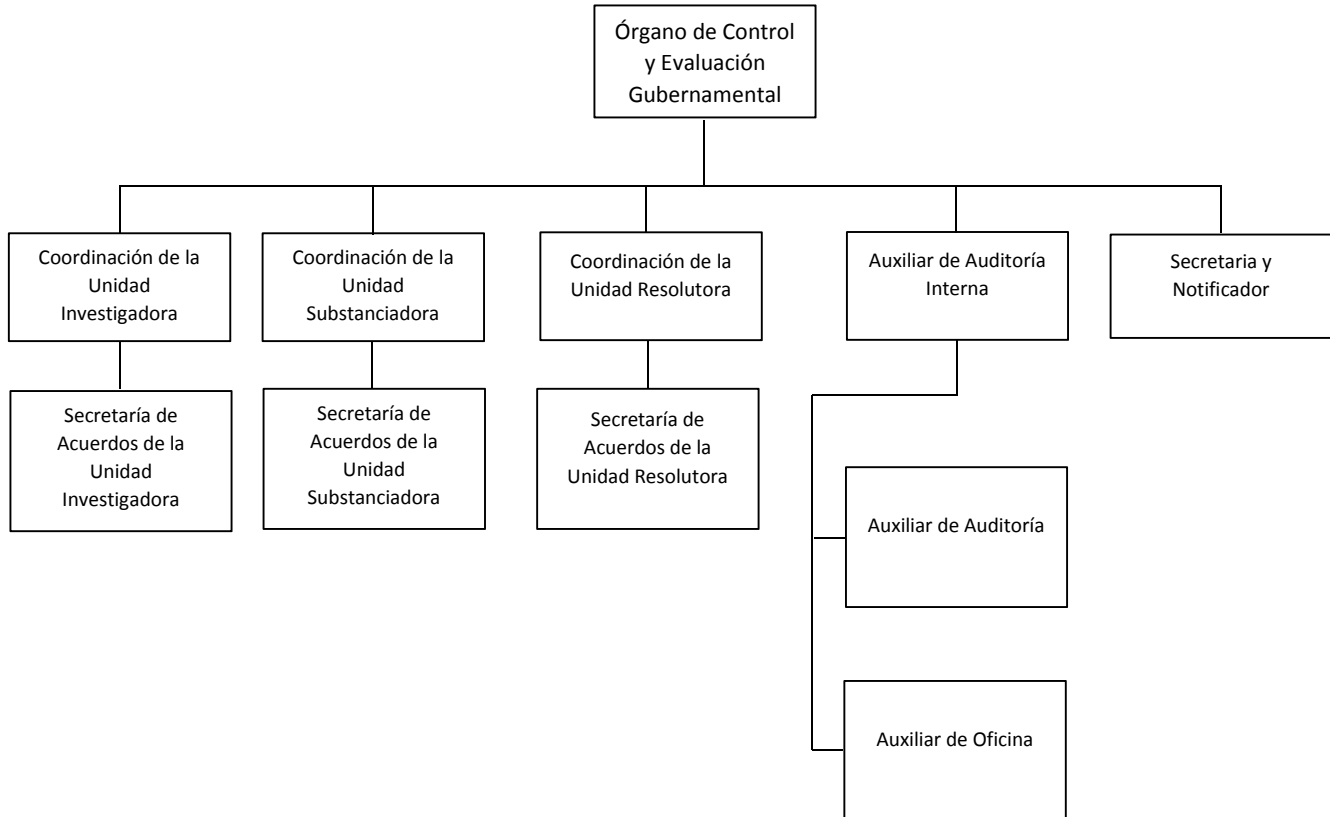 Órgano de Control
y Evaluación
Gubernamental
Coordinación de la
Unidad
Investigadora
Coordinación de la
Unidad
Substanciadora
Coordinación de la
Unidad Resolutora
Auxiliar de Auditoría
Interna
Secretaria y
Notificador
Secretaría de
Acuerdos de la
Unidad
Investigadora
Secretaría de
Acuerdos de la
Unidad
Substanciadora
Secretaría de
Acuerdos de la
Unidad Resolutora
Auxiliar de Auditoría
Auxiliar de Oficina